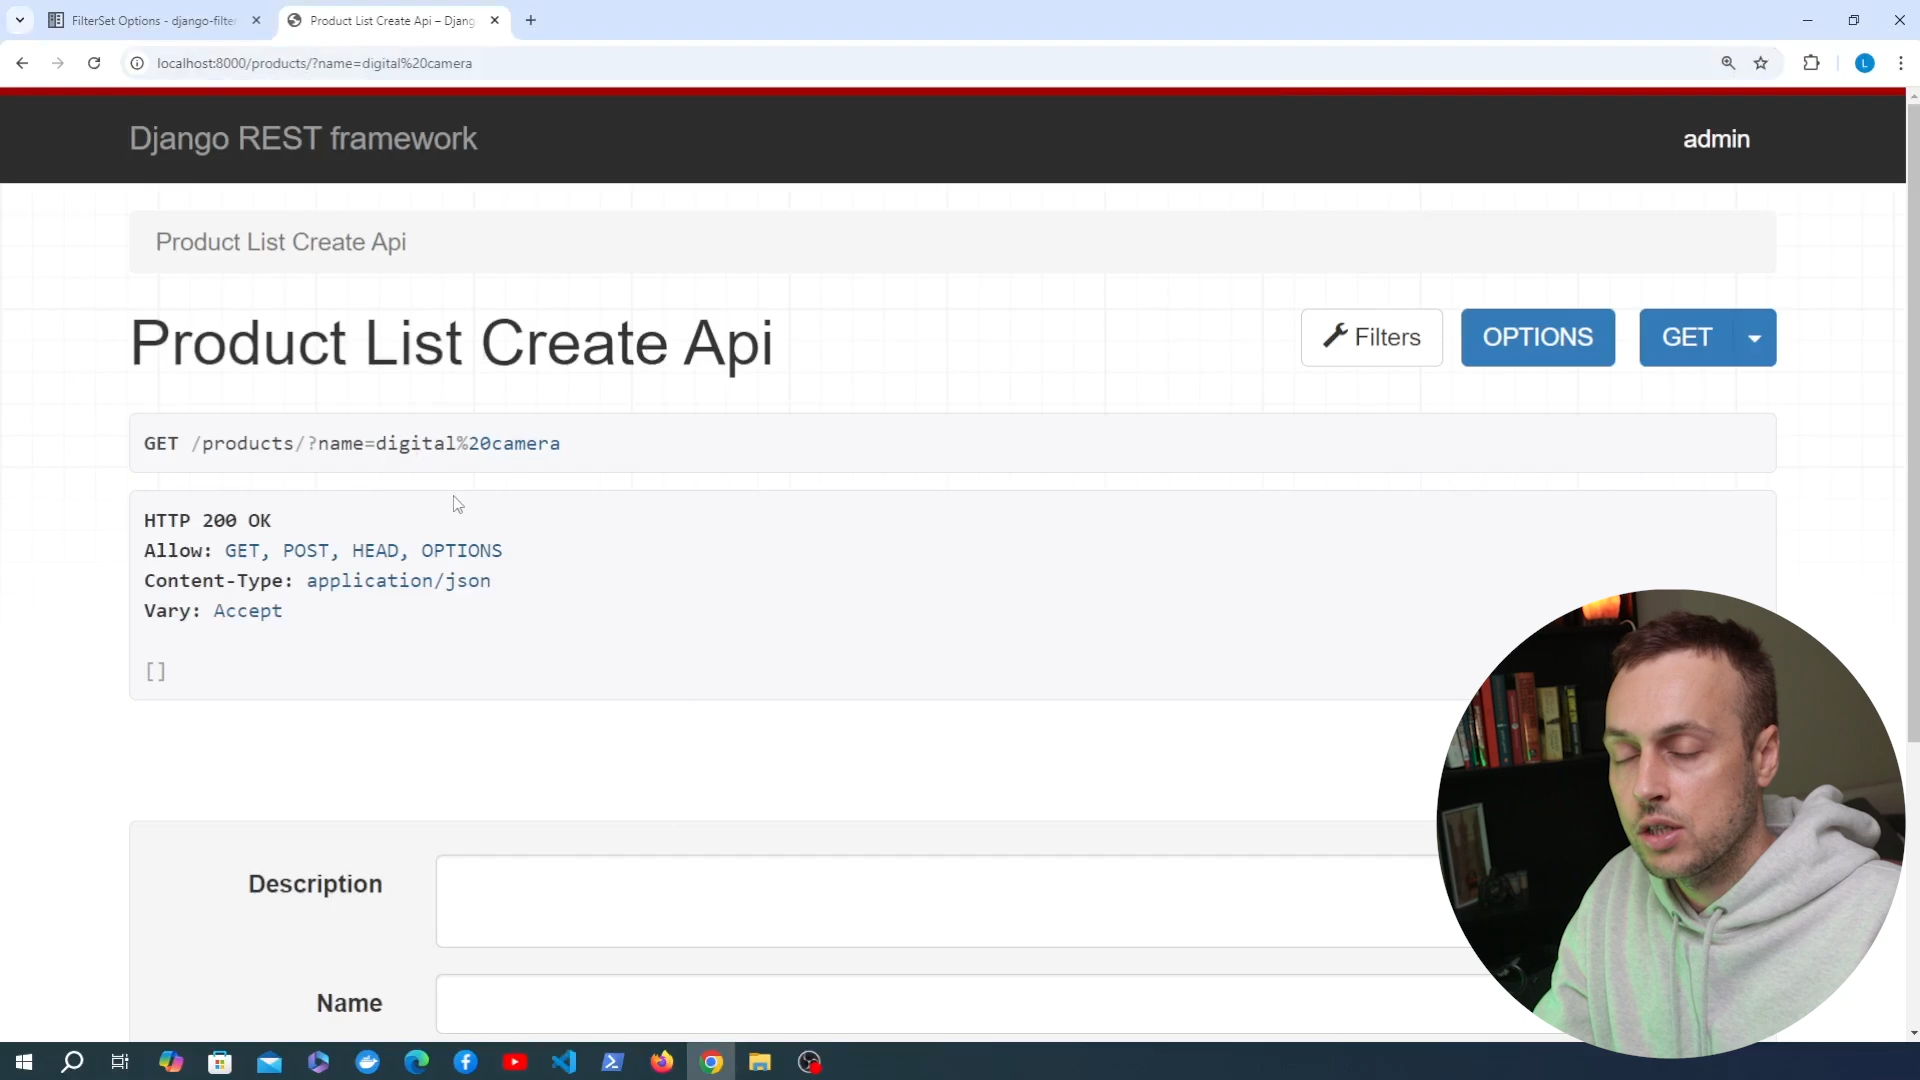 FilterSet Options - django-filter
Product List Create Api – Djang
localhost:8000/products/?name=digital%20camera
L
Django REST framework
admin
Product List Create Api
Product List Create Api
Filters
OPTIONS
GET
GET /products/?name=digital%20camera
HTTP 200 OK
Allow: GET, POST, HEAD, OPTIONS
Content-Type: application/json
Vary: Accept
[]
Description
Name